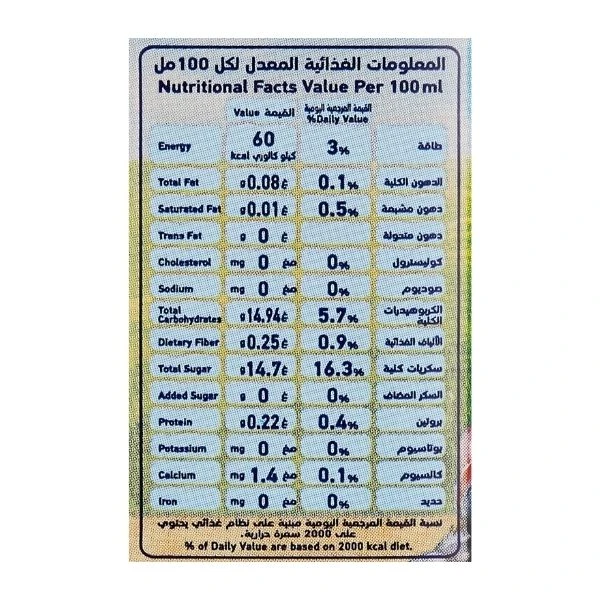 المعلومات الغذائية المعدل لكل 100 مل
Nutritional Facts Value Per 100 ml
القيمة Value القيمة المرجعية اليومية
%Daily Value
Energy 60 3% طاقة
kcal كيلو كالوري
Total Fat g 0.08 غ 0.1% الدهون الكلية
Saturated Fat g 0.01 غ 0.5% دهون مشبعة
Trans Fat g 0 غ دهون متحولة
Cholesterol mg 0 مغ 0% كوليسترول
Sodium mg 0 مغ 0% صوديوم
Total Carbohydrates g 14.94 غ 5.7% الكربوهيدرات الكلية
Dietary Fiber g 0.25 غ 0.9% الألياف الغذائية
Total Sugar g 14.7 غ 16.3% سكريات كلية
Added Sugar g 0 غ 0% السكر المضاف
Protein g 0.22 غ 0.4% بروتين
Potassium mg 0 مغ 0% بوتاسيوم
Calcium mg 1.4 مغ 0.1% كالسيوم
Iron mg 0 مغ 0% حديد
نسبة القيمة المرجعية اليومية مبنية على نظام غذائي يحتوي
على 2000 سعرة حرارية.
% of Daily Value are based on 2000 kcal diet.